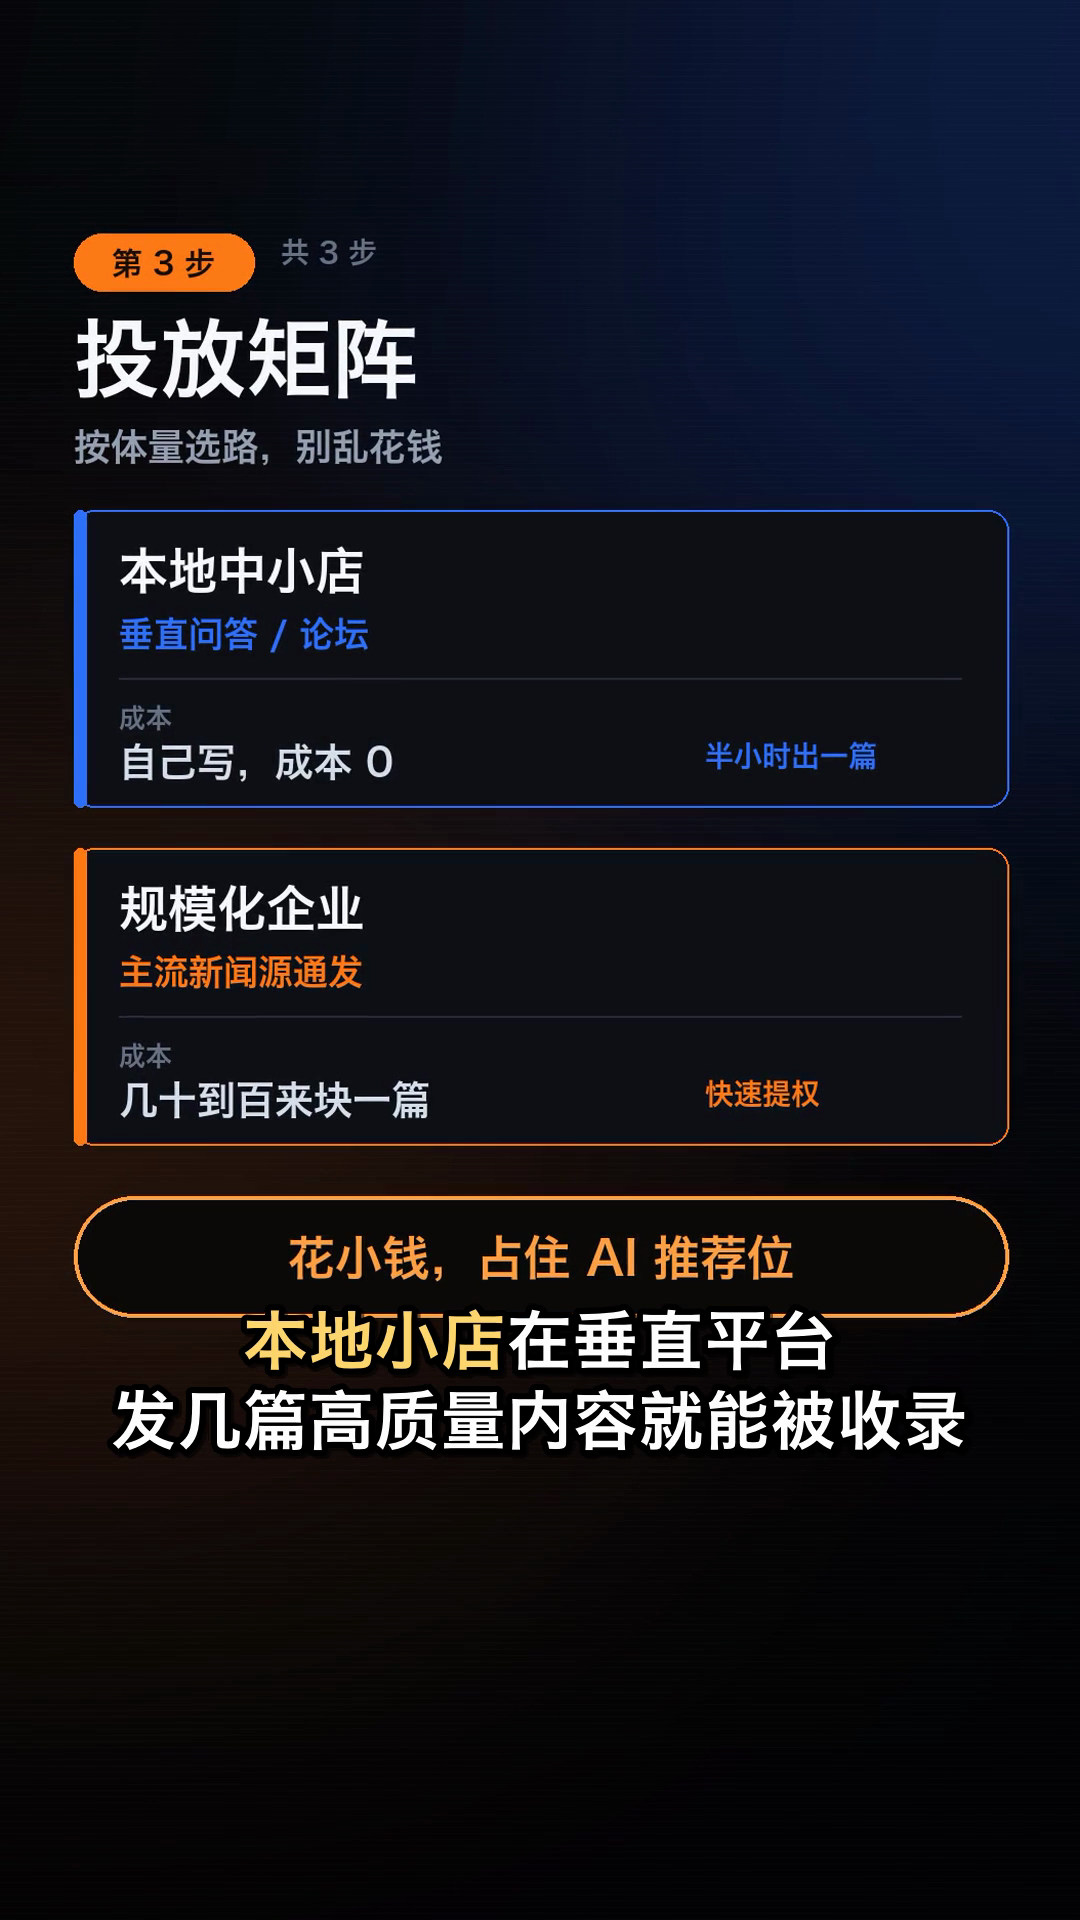 第 3 步
共 3 步
投放矩阵
按体量选路，别乱花钱
本地中小店
垂直问答 / 论坛
成本
自己写，成本 0
半小时出一篇
规模化企业
主流新闻源通发
成本
几十到百来块一篇
快速提权
花小钱，占住 AI 推荐位
本地小店在垂直平台
发几篇高质量内容就能被收录